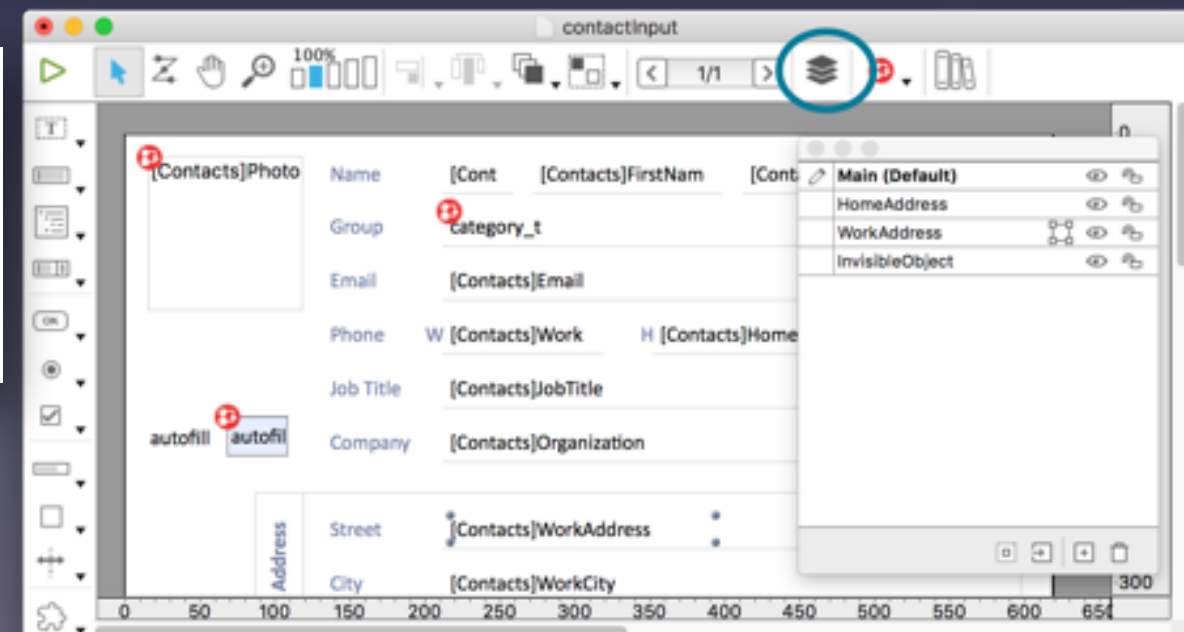 contactInput
100%
1/1
T
OK
0
[Contacts]Photo
Name [Cont [Contacts]FirstNam [Cont
Group category_t
Email [Contacts]Email
Phone W [Contacts]Work H [Contacts]Home
Job Title [Contacts]JobTitle
autofill autofil
Company [Contacts]Organization
Address
Street [Contacts]WorkAddress
City [Contacts]WorkCity
Main (Default)
HomeAddress
WorkAddress
InvisibleObject
300
0 50 100 150 200 250 300 350 400 450 500 550 600 650